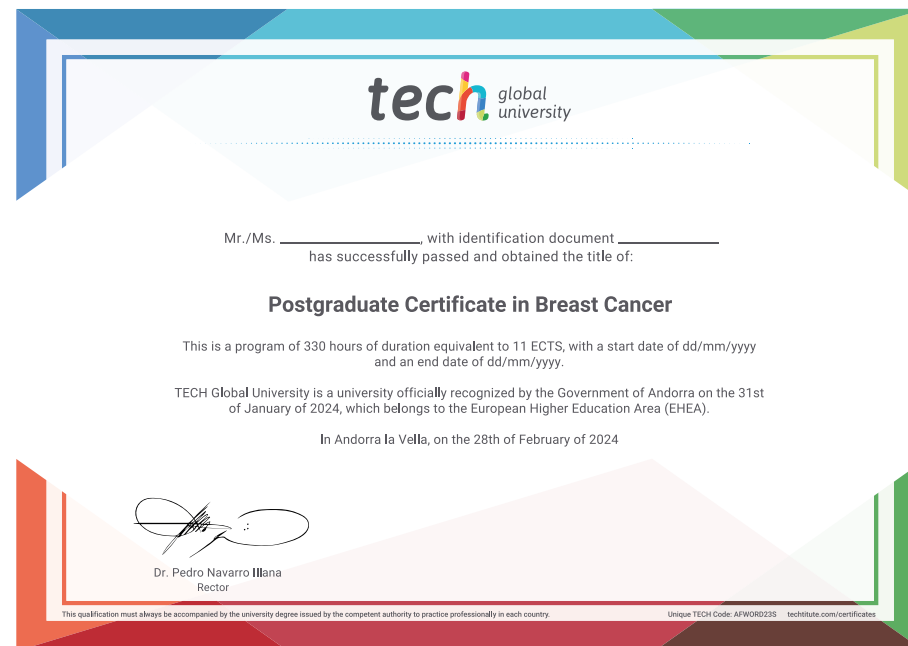 tech global university
Mr./Ms. ____________, with identification document ____________
has successfully passed and obtained the title of:
Postgraduate Certificate in Breast Cancer
This is a program of 330 hours of duration equivalent to 11 ECTS, with a start date of dd/mm/yyyy
and an end date of dd/mm/yyyy.
TECH Global University is a university officially recognized by the Government of Andorra on the 31st
of January of 2024, which belongs to the European Higher Education Area (EHEA).
In Andorra la Vella, on the 28th of February of 2024
Dr. Pedro Navarro Illana
Rector
This qualification must always be accompanied by the university degree issued by the competent authority to practice professionally in each country.
Unique TECH Code: AFWORD23S techtitute.com/certificates